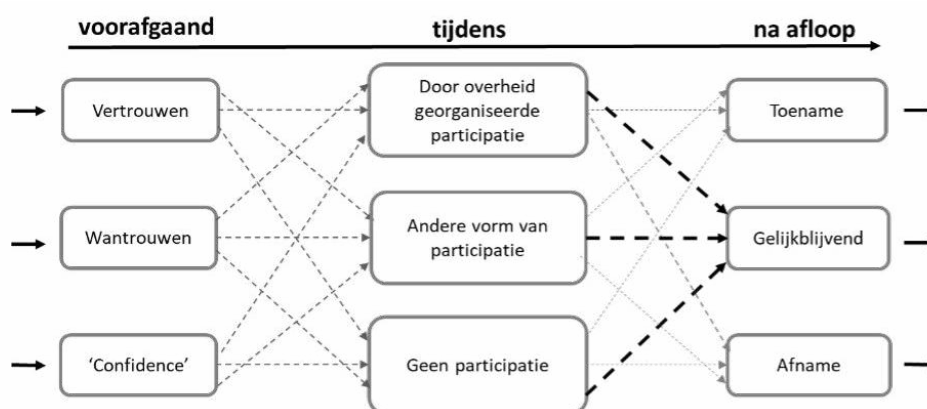 voorafgaand
tijdens
na afloop
Vertrouwen
Door overheid
georganiseerde
participatie
Toename
Wantrouwen
Andere vorm van
participatie
Gelijkblijvend
‘Confidence’
Geen participatie
Afname